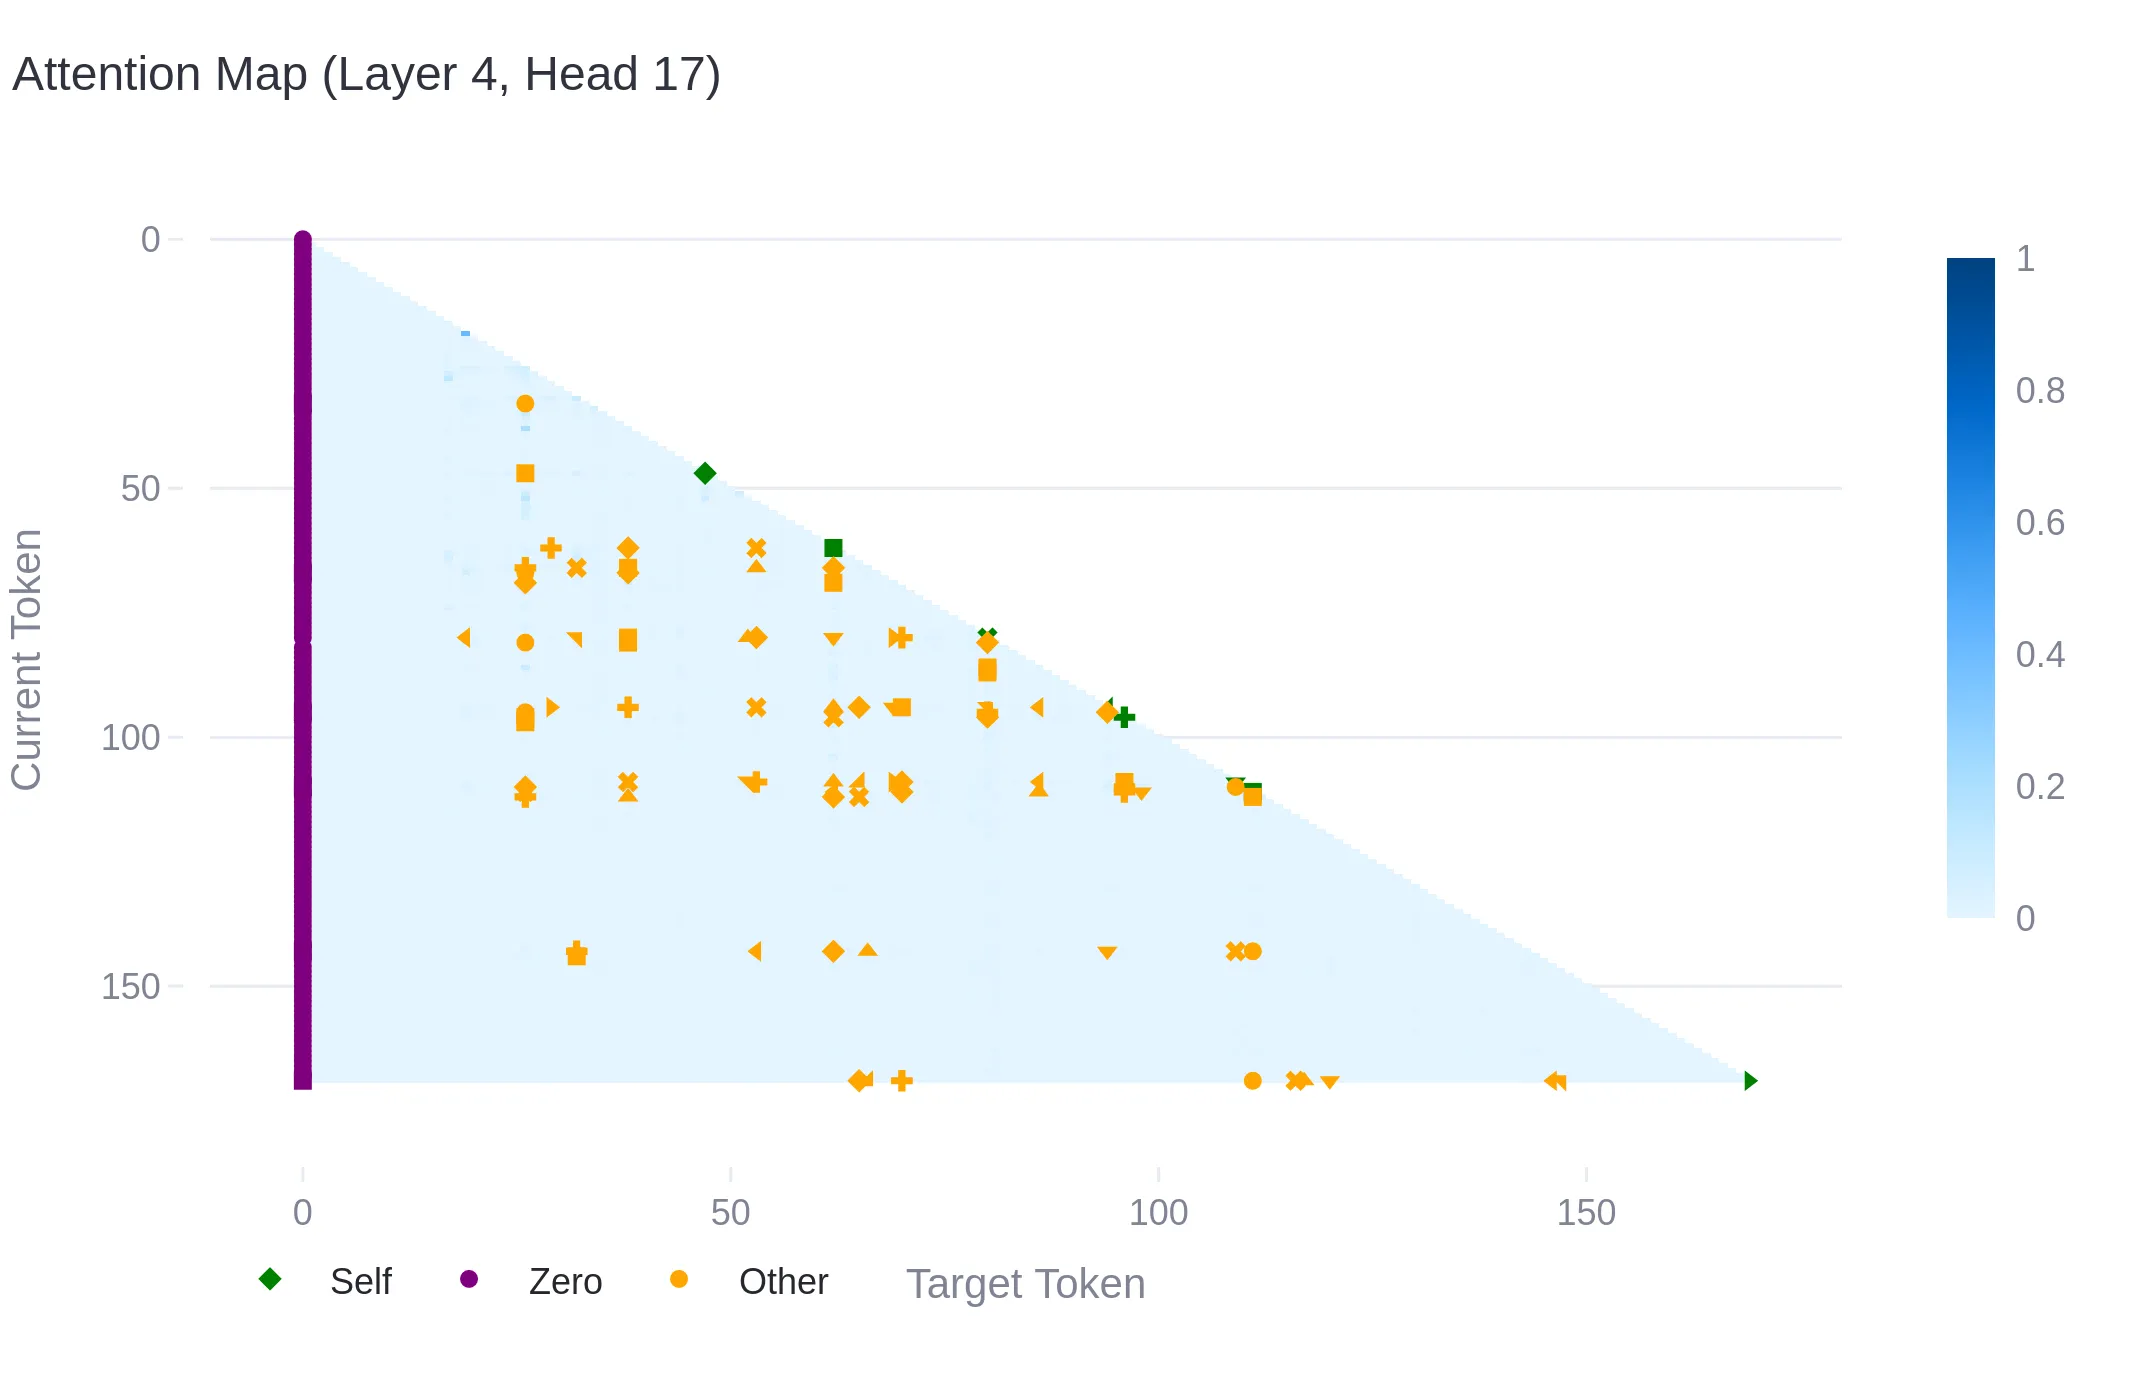 Attention Map (Layer 4, Head 17)
0
50
100
150
Current Token
1
0.8
0.6
0.4
0.2
0
0
50
100
150
Self
Zero
Other
Target Token